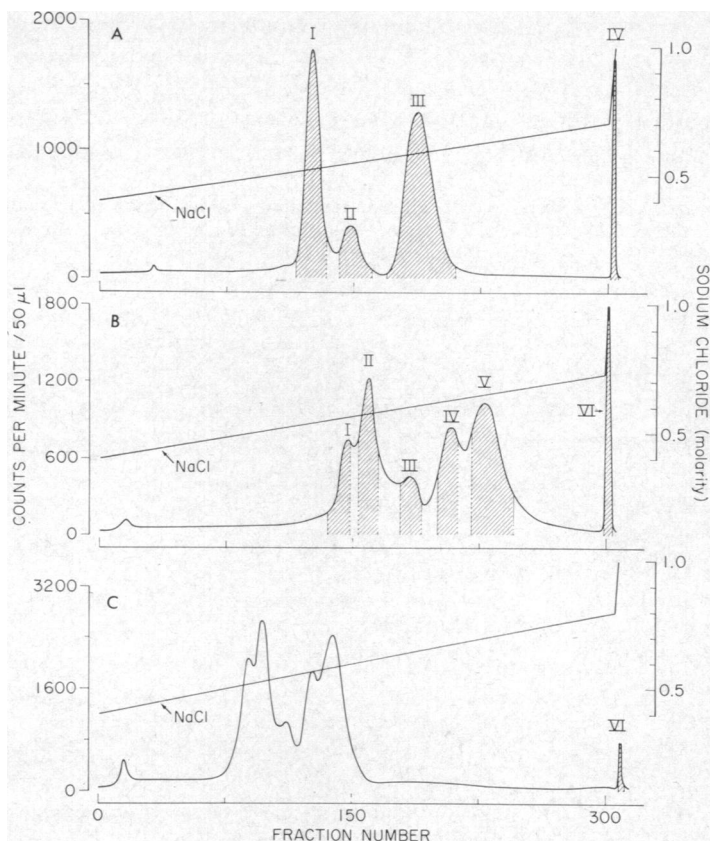 A
I
II
III
IV
2000
1000
0
1.0
0.5
NaCl
B
I
II
III
IV
V
VI→
1800
1200
600
0
1.0
0.5
NaCl
C
VI
3200
1600
0
1.0
0.5
NaCl
0
150
300
COUNTS PER MINUTE / 50 μl
SODIUM CHLORIDE (molarity)
FRACTION NUMBER